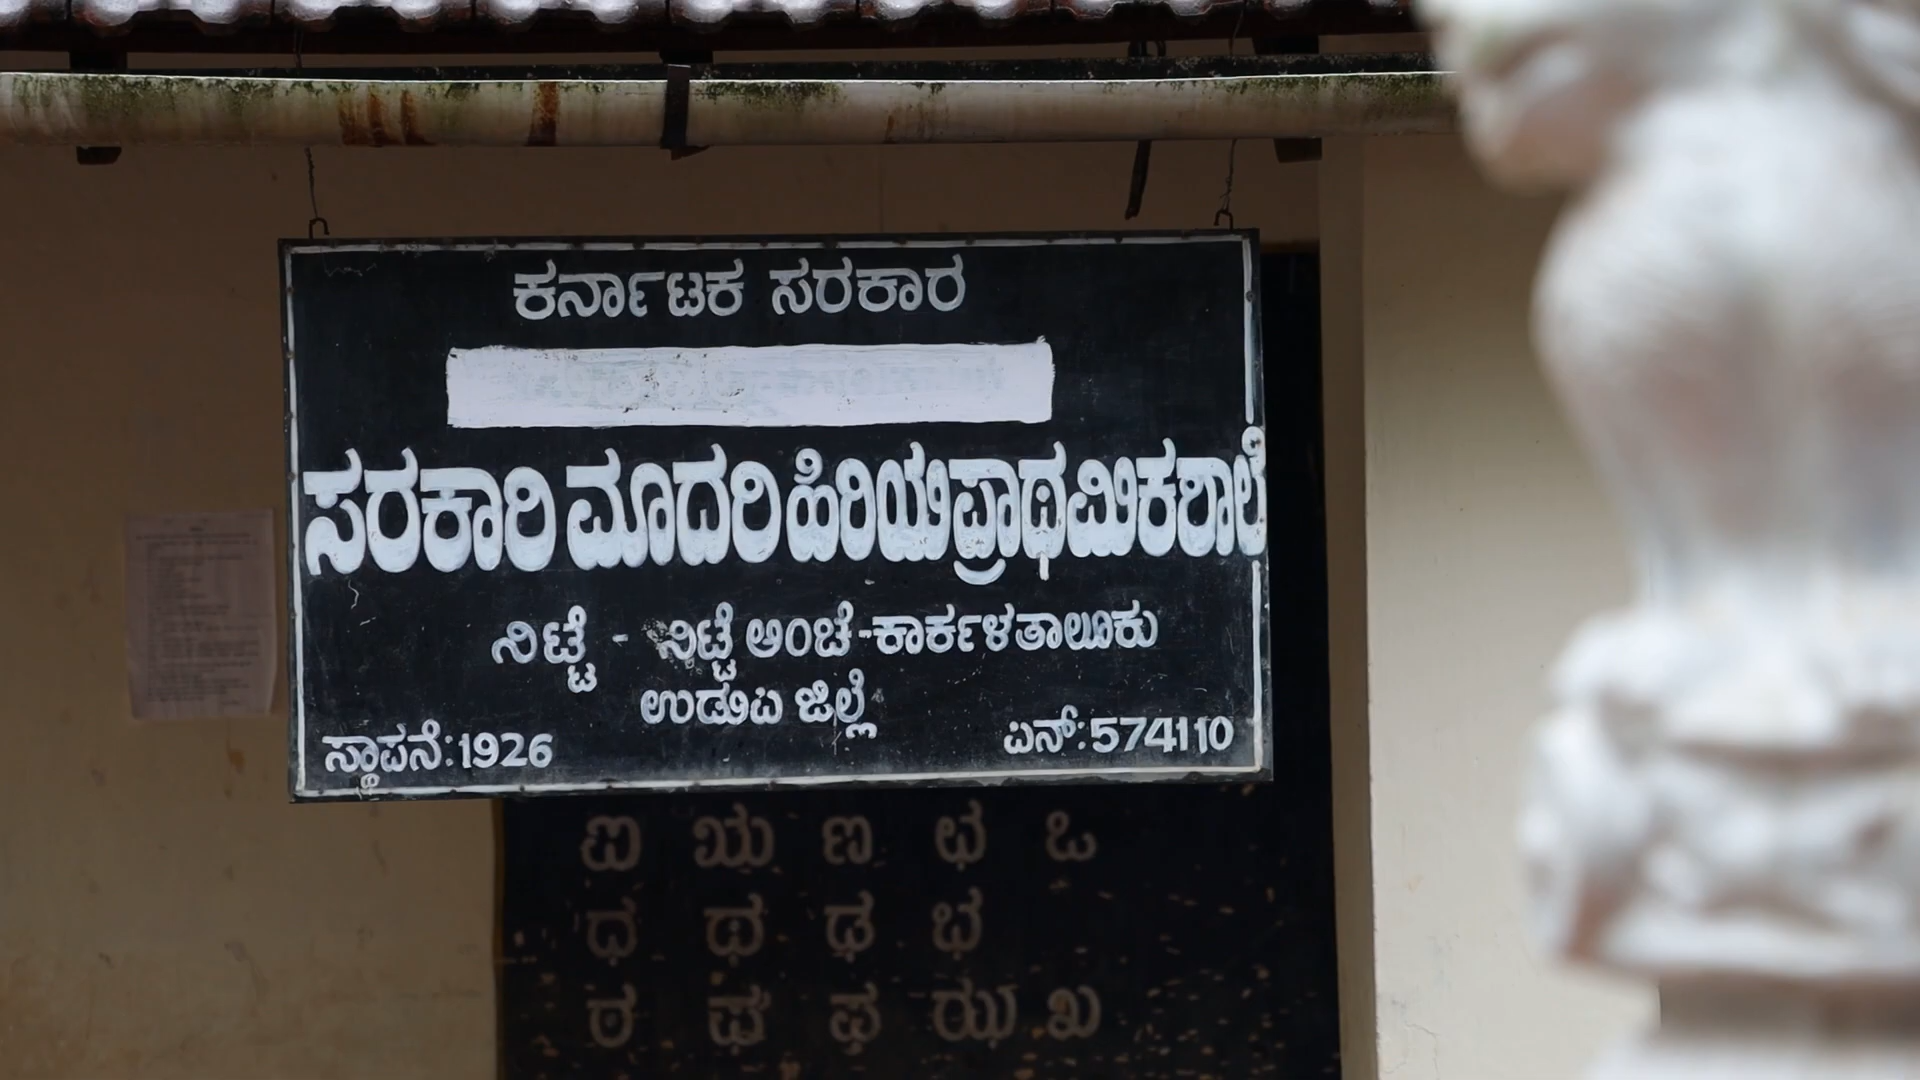 ಕರ್ನಾಟಕ ಸರಕಾರ
ಸರಕಾರಿ ಮಾದರಿ ಹಿರಿಯ ಪ್ರಾಥಮಿಕ ಶಾಲೆ
ನಿಟ್ಟೆ - ನಿಟ್ಟೆ ಅಂಚೆ-ಕಾರ್ಕಳ ತಾಲೂಕು
ಉಡುಪಿ ಜಿಲ್ಲೆ
ಸ್ಥಾಪನೆ:1926 ಪಿನ್:574110
ಐ ಋ ಣ ಛ ಒ
ಧ ಥ ಢ ಭ
ಠ ಘ ಫ ಝ ಖ